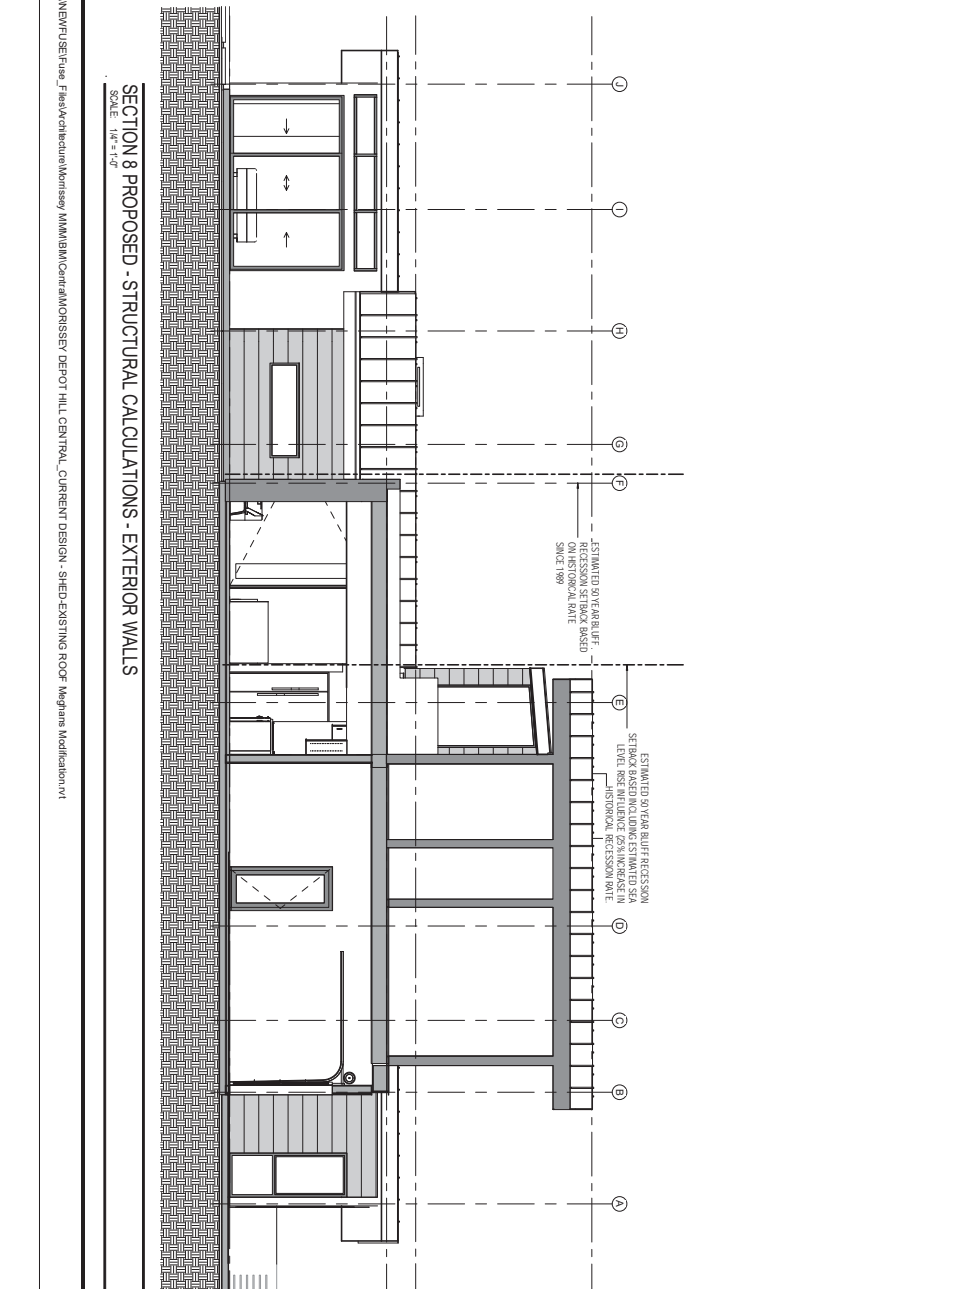 J
I
H
G
F
E
D
C
B
A
ESTIMATED 50 YEAR BLUFF
RECESSION SETBACK BASED
ON HISTORICAL RATE
SINCE 1989
ESTIMATED 50 YEAR BLUFF RECESSION
SETBACK BASED INCLUDING ESTIMATED SEA
LEVEL RISE INFLUENCE (25% INCREASE IN
HISTORICAL RECESSION RATE.
SECTION 8 PROPOSED - STRUCTURAL CALCULATIONS - EXTERIOR WALLS
SCALE: 1/4" = 1'-0"
\NEWFUSE\Fuse_Files\Architecture\Morrissey MMM\BIM\Central\MORISSEY DEPOT HILL CENTRAL_CURRENT DESIGN - SHED-EXISTING ROOF Meghans Modification.rvt